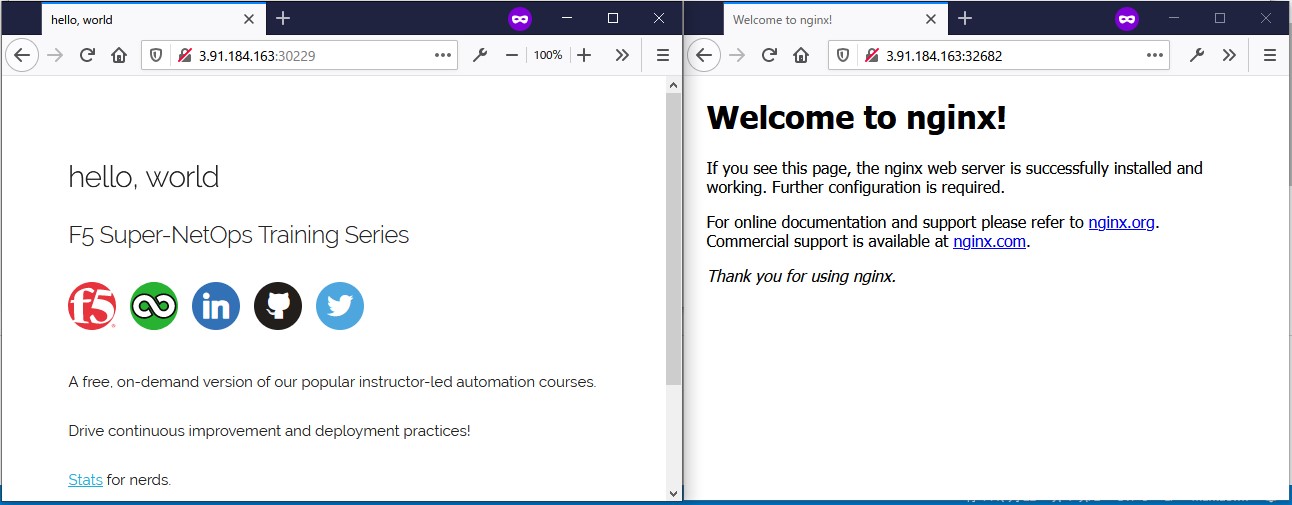 hello, world
3.91.184.163:30229
100%
hello, world
F5 Super-NetOps Training Series
f5
in
A free, on-demand version of our popular instructor-led automation courses.
Drive continuous improvement and deployment practices!
Stats for nerds.
Welcome to nginx!
3.91.184.163:32682
Welcome to nginx!
If you see this page, the nginx web server is successfully installed and
working. Further configuration is required.
For online documentation and support please refer to nginx.org.
Commercial support is available at nginx.com.
Thank you for using nginx.